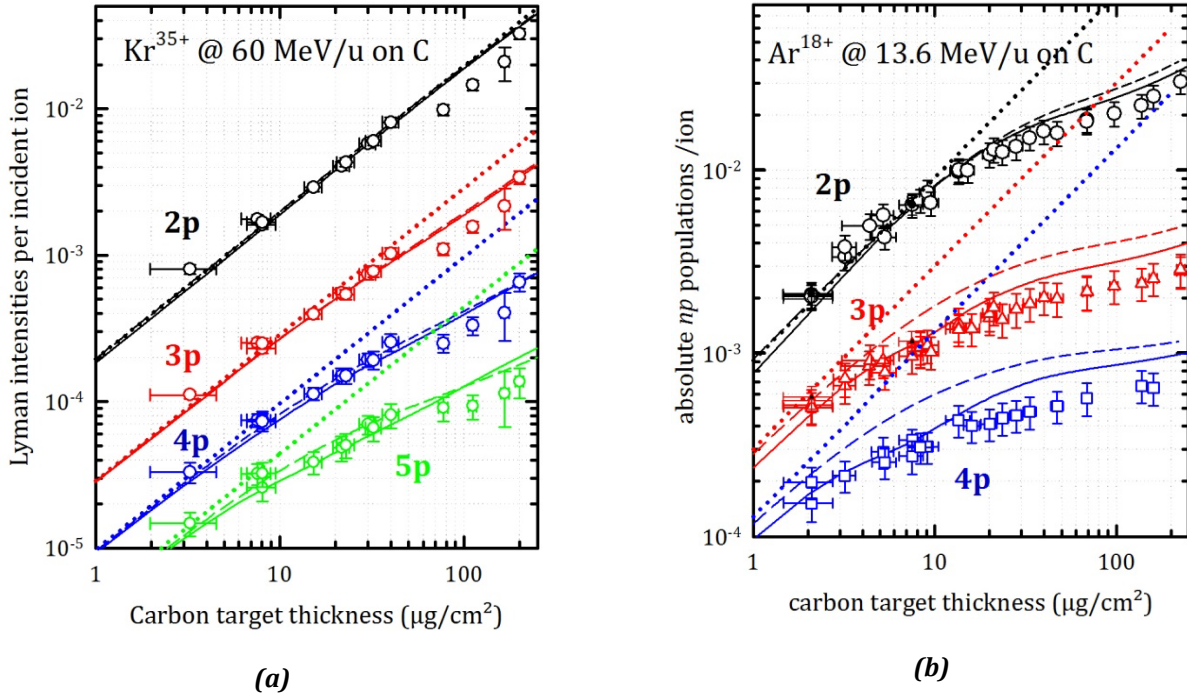 Kr³⁵⁺ @ 60 MeV/u on C
10⁻²
10⁻³
10⁻⁴
10⁻⁵
Lyman intensities per incident ion
2p
3p
4p
5p
1
10
100
Carbon target thickness (µg/cm²)
(a)
Ar¹⁸⁺ @ 13.6 MeV/u on C
10⁻²
10⁻³
10⁻⁴
absolute np populations /ion
2p
3p
4p
1
10
100
carbon target thickness (µg/cm²)
(b)